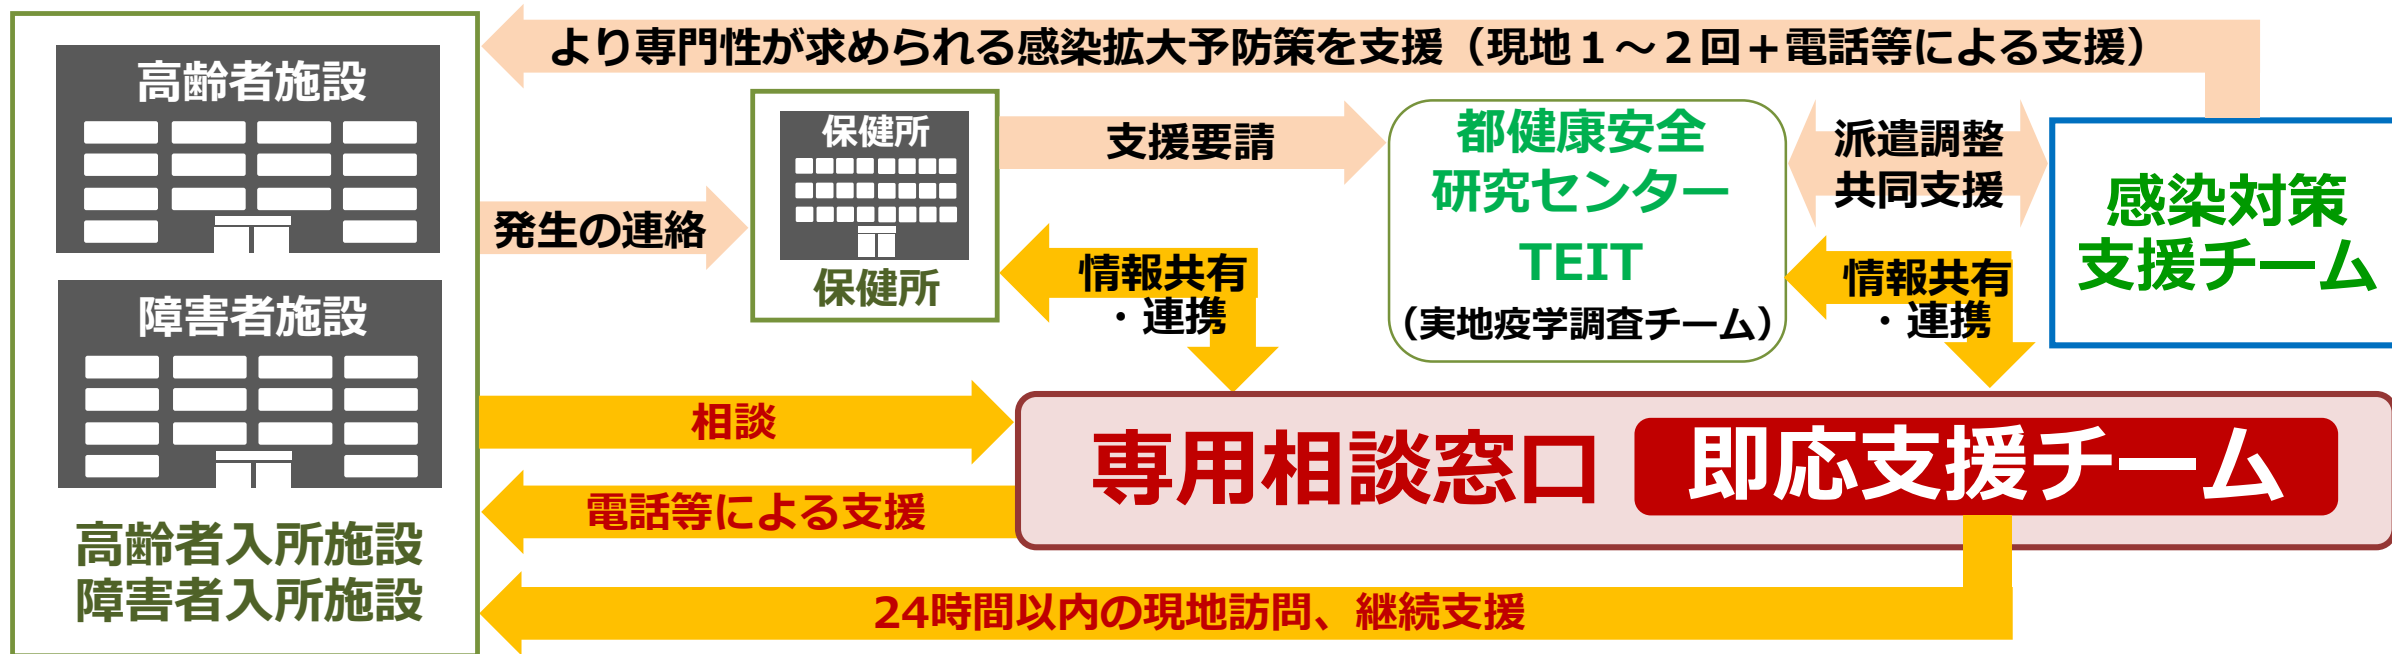 より専門性が求められる感染拡大予防策を支援（現地１～２回＋電話等による支援）
高齢者施設
障害者施設
高齢者入所施設
障害者入所施設
発生の連絡
保健所
保健所
支援要請
都健康安全
研究センター
TEIT
（実地疫学調査チーム）
派遣調整
共同支援
感染対策
支援チーム
情報共有
・連携
情報共有
・連携
相談
電話等による支援
専用相談窓口
即応支援チーム
24時間以内の現地訪問、継続支援